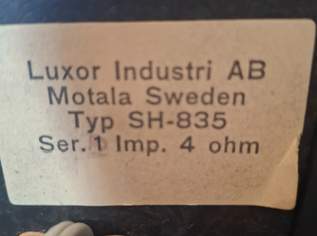 Luxor Industri AB
Motala Sweden
Typ SH-835
Ser. 1 Imp. 4 ohm